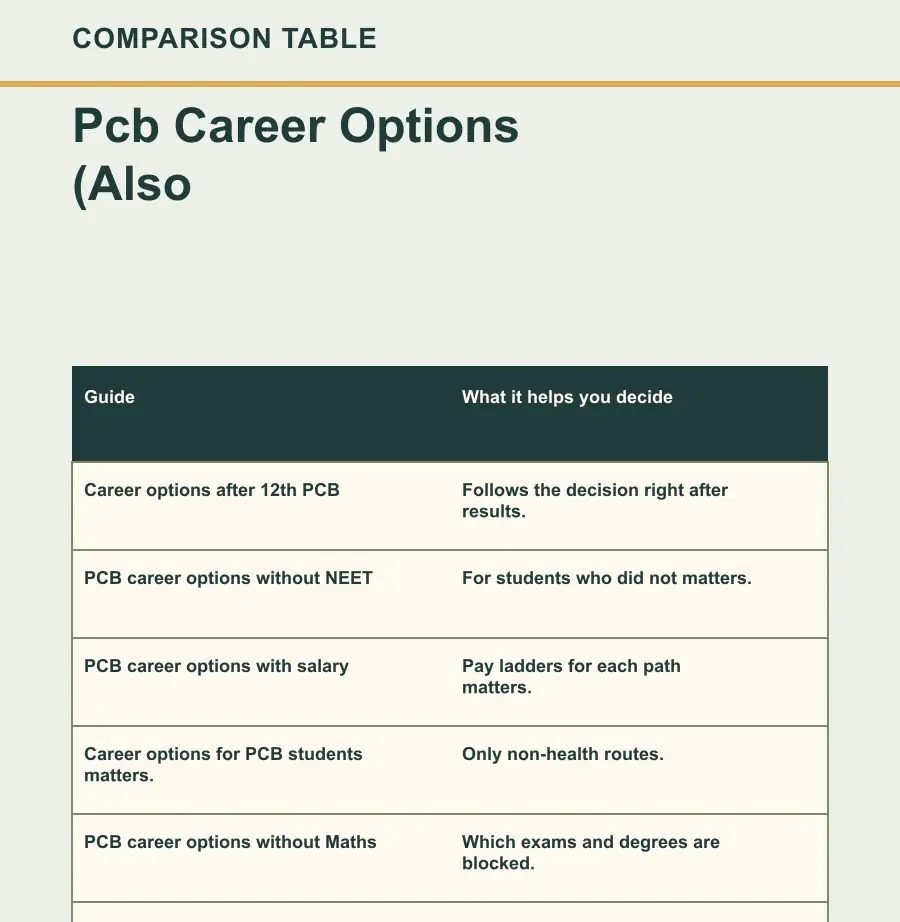 COMPARISON TABLE
Pcb Career Options
(Also
Guide
What it helps you decide
Career options after 12th PCB
Follows the decision right after
results.
PCB career options without NEET
For students who did not matters.
PCB career options with salary
Pay ladders for each path
matters.
Career options for PCB students
matters.
Only non-health routes.
PCB career options without Maths
Which exams and degrees are
blocked.